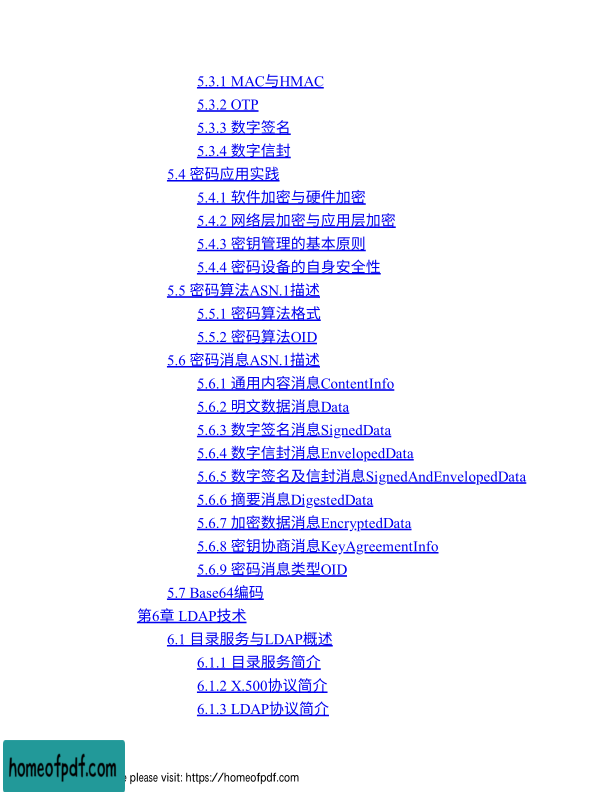 5.3.1 MAC与HMAC
5.3.2 OTP
5.3.3 数字签名
5.3.4 数字信封
5.4 密码应用实践
5.4.1 软件加密与硬件加密
5.4.2 网络层加密与应用层加密
5.4.3 密钥管理的基本原则
5.4.4 密码设备的自身安全性
5.5 密码算法ASN.1描述
5.5.1 密码算法格式
5.5.2 密码算法OID
5.6 密码消息ASN.1描述
5.6.1 通用内容消息ContentInfo
5.6.2 明文数据消息Data
5.6.3 数字签名消息SignedData
5.6.4 数字信封消息EnvelopedData
5.6.5 数字签名及信封消息SignedAndEnvelopedData
5.6.6 摘要消息DigestedData
5.6.7 加密数据消息EncryptedData
5.6.8 密钥协商消息KeyAgreementInfo
5.6.9 密码消息类型OID
5.7 Base64编码
第6章 LDAP技术
6.1 目录服务与LDAP概述
6.1.1 目录服务简介
6.1.2 X.500协议简介
6.1.3 LDAP协议简介
homeofpdf.com
please visit: https://homeofpdf.com